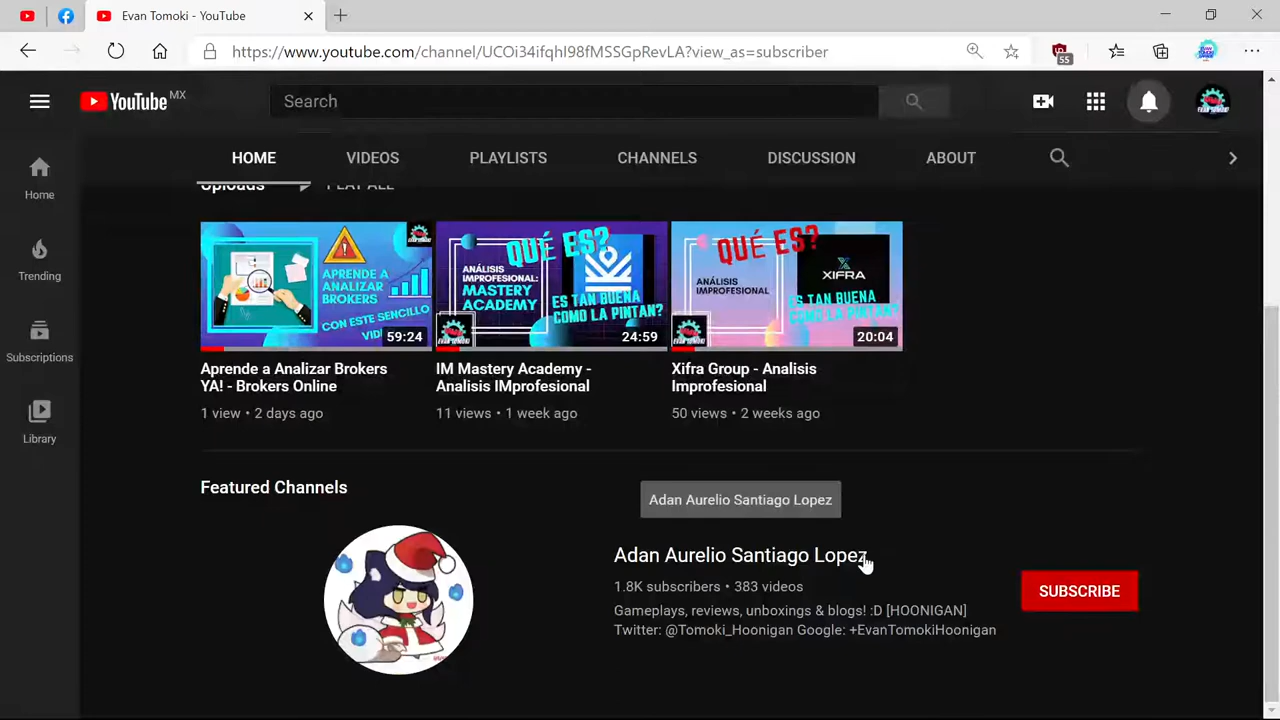 Evan Tomoki - YouTube
https://www.youtube.com/channel/UCOi34ifqhI98fMSSGpRevLA?view_as=subscriber
55
YouTube MX
Search
HOME VIDEOS PLAYLISTS CHANNELS DISCUSSION ABOUT
Home
Trending
Subscriptions
Library
Uploads PLAY ALL
APRENDE A
ANALIZAR
BROKERS
CON ESTE SENCILLO
59:24
QUÉ ES?
ANÁLISIS
IMPROFESIONAL:
MASTERY
ACADEMY
ES TAN BUENA
COMO LA PINTAN?
24:59
QUÉ ES?
ANÁLISIS
IMPROFESIONAL
XIFRA
ES TAN BUENA
COMO LA PINTAN?
20:04
Aprende a Analizar Brokers
YA! - Brokers Online
1 view • 2 days ago
IM Mastery Academy -
Analisis IMprofesional
11 views • 1 week ago
Xifra Group - Analisis
Improfesional
50 views • 2 weeks ago
Featured Channels
Adan Aurelio Santiago Lopez
Adan Aurelio Santiago Lopez
1.8K subscribers • 383 videos
Gameplays, reviews, unboxings & blogs! :D [HOONIGAN]
Twitter: @Tomoki_Hoonigan Google: +EvanTomokiHoonigan
SUBSCRIBE